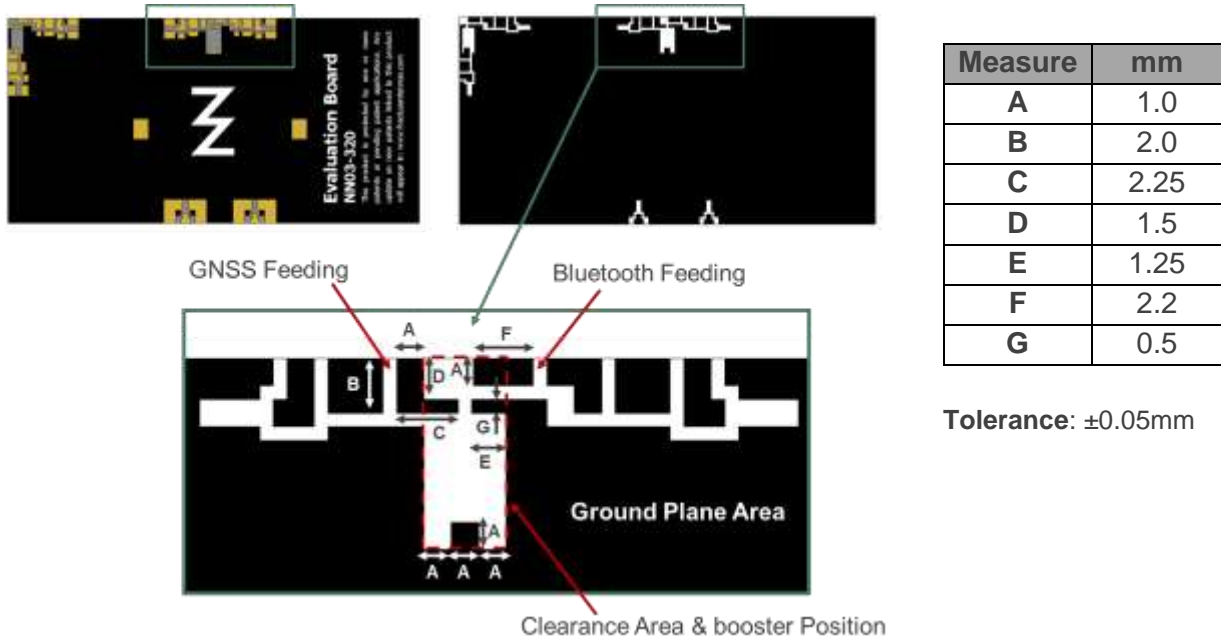 Evaluation Board
NN03-320
GNSS Feeding
Bluetooth Feeding
A
F
B
D
A
C
G
E
A
Ground Plane Area
A
A
A
Clearance Area & booster Position
Measure mm
A 1.0
B 2.0
C 2.25
D 1.5
E 1.25
F 2.2
G 0.5
Tolerance: ±0.05mm